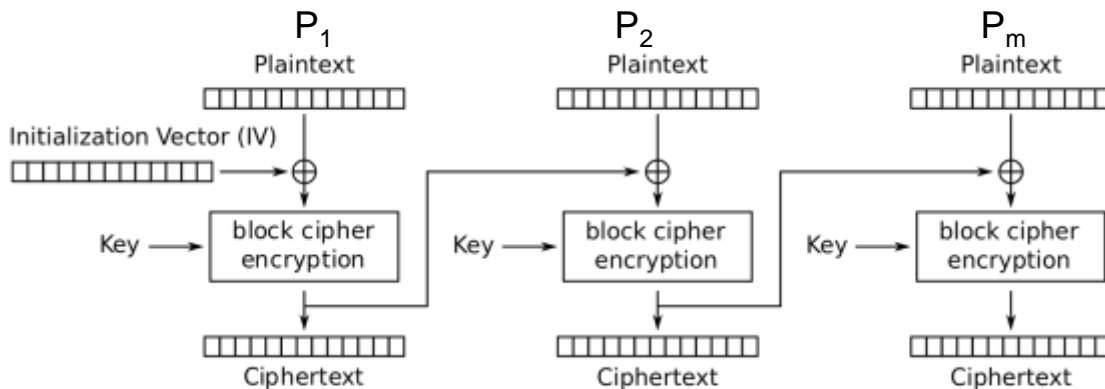 P1 P2 Pm
Plaintext Plaintext Plaintext
Initialization Vector (IV)
Key block cipher encryption Key block cipher encryption Key block cipher encryption
Ciphertext Ciphertext Ciphertext